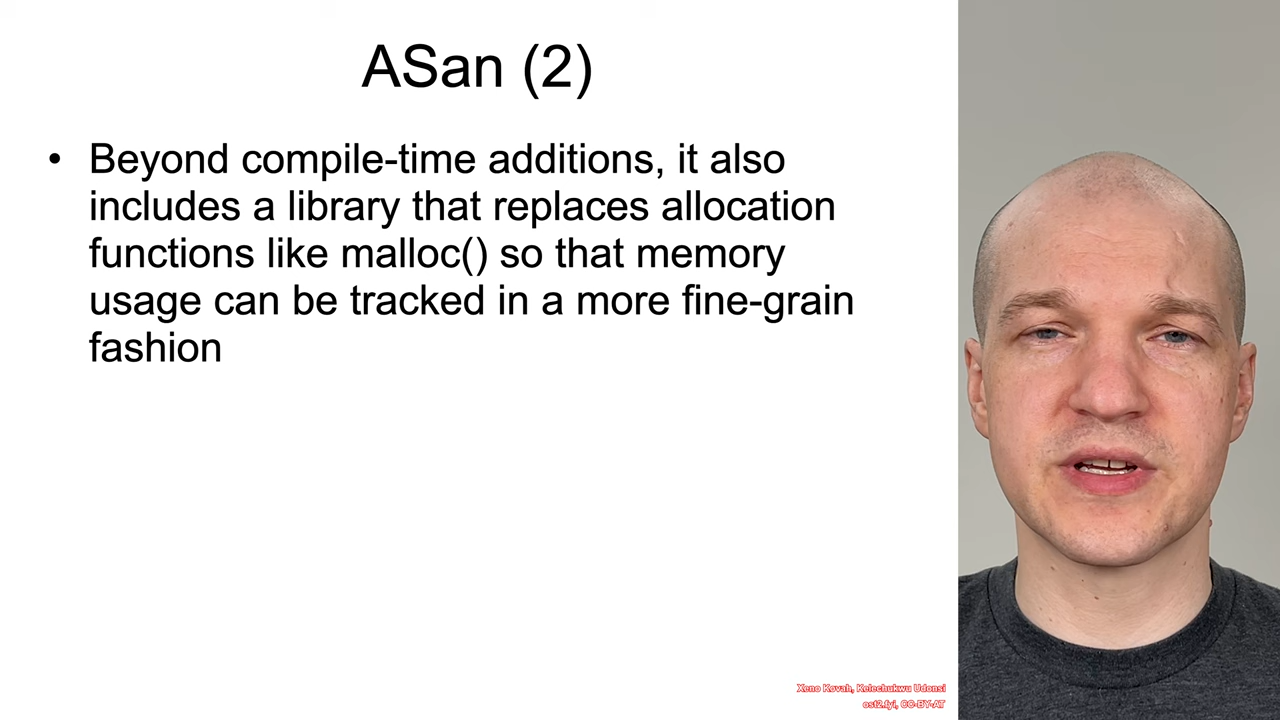 ASan (2)
• Beyond compile-time additions, it also
includes a library that replaces allocation
functions like malloc() so that memory
usage can be tracked in a more fine-grain
fashion
Xeno Kovah, Kelechukwu Udonsi
ost2.fyi, CC-BY-AT